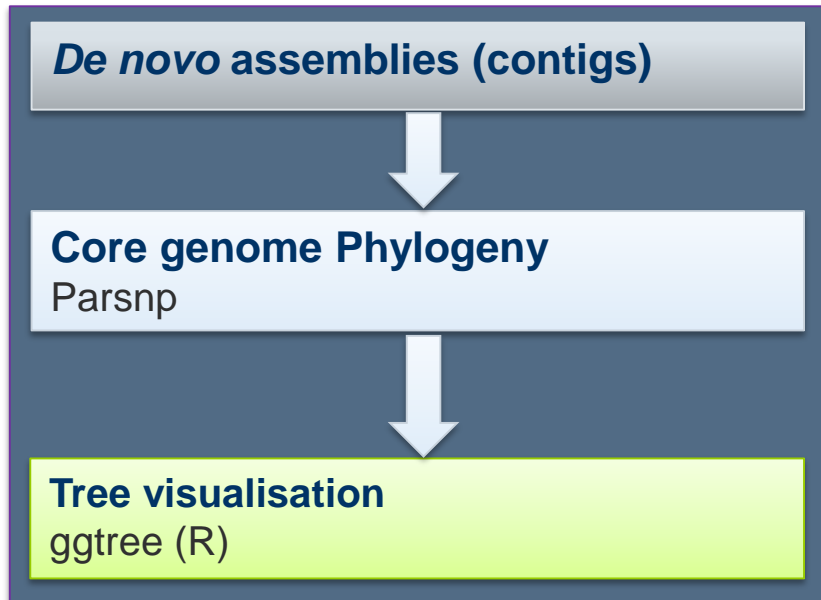 De novo assemblies (contigs)
Core genome Phylogeny
Parsnp
Tree visualisation
ggtree (R)